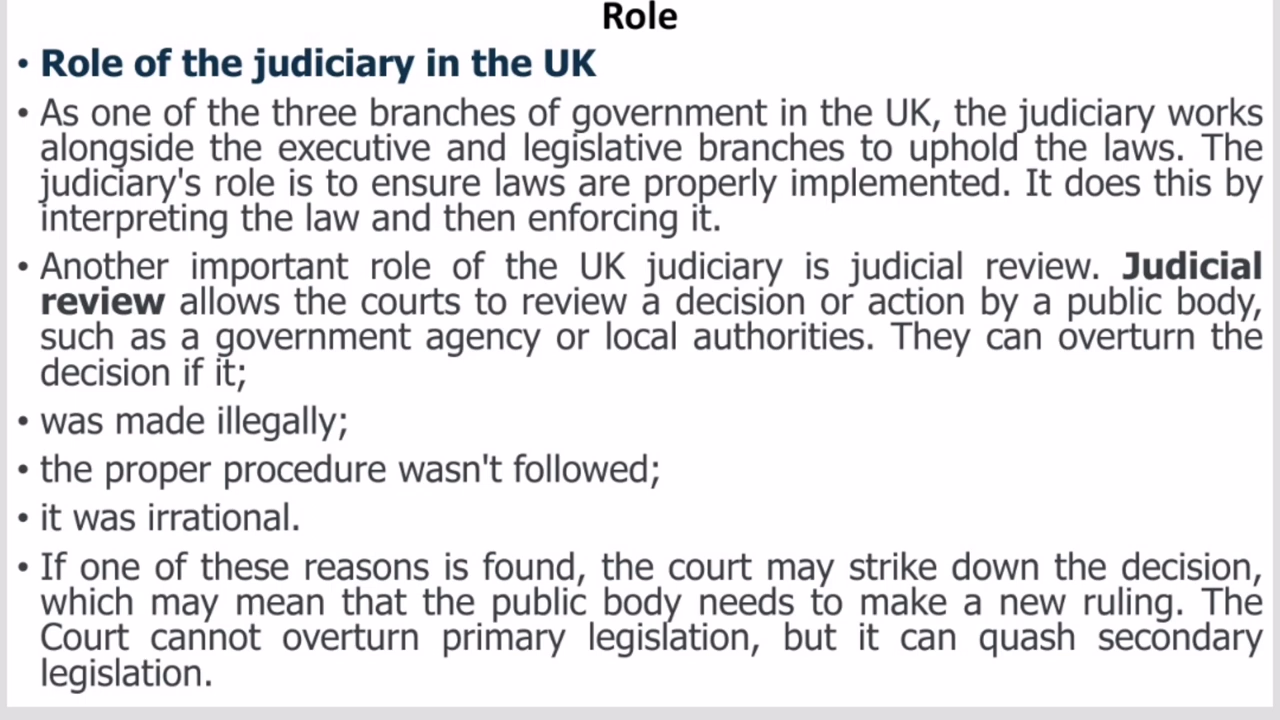 Role
• Role of the judiciary in the UK
• As one of the three branches of government in the UK, the judiciary works
alongside the executive and legislative branches to uphold the laws. The
judiciary's role is to ensure laws are properly implemented. It does this by
interpreting the law and then enforcing it.
• Another important role of the UK judiciary is judicial review. Judicial
review allows the courts to review a decision or action by a public body,
such as a government agency or local authorities. They can overturn the
decision if it;
• was made illegally;
• the proper procedure wasn't followed;
• it was irrational.
• If one of these reasons is found, the court may strike down the decision,
which may mean that the public body needs to make a new ruling. The
Court cannot overturn primary legislation, but it can quash secondary
legislation.